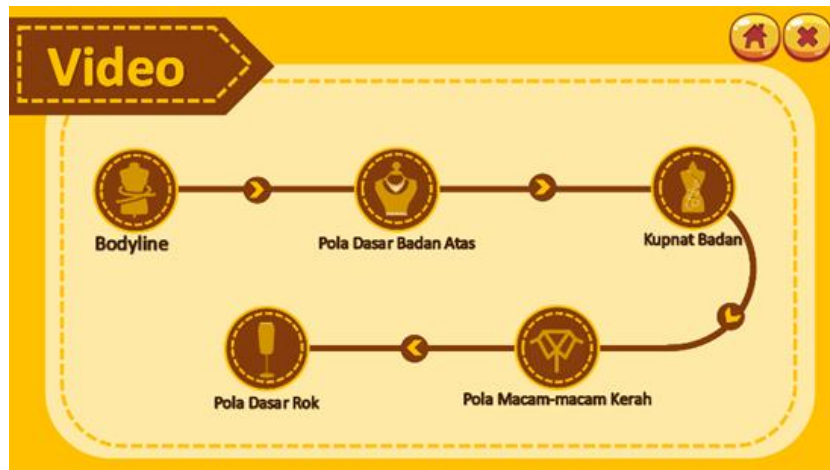 Video
Bodyline
Pola Dasar Badan Atas
Kupnat Badan
Pola Dasar Rok
Pola Macam-macam Kerah